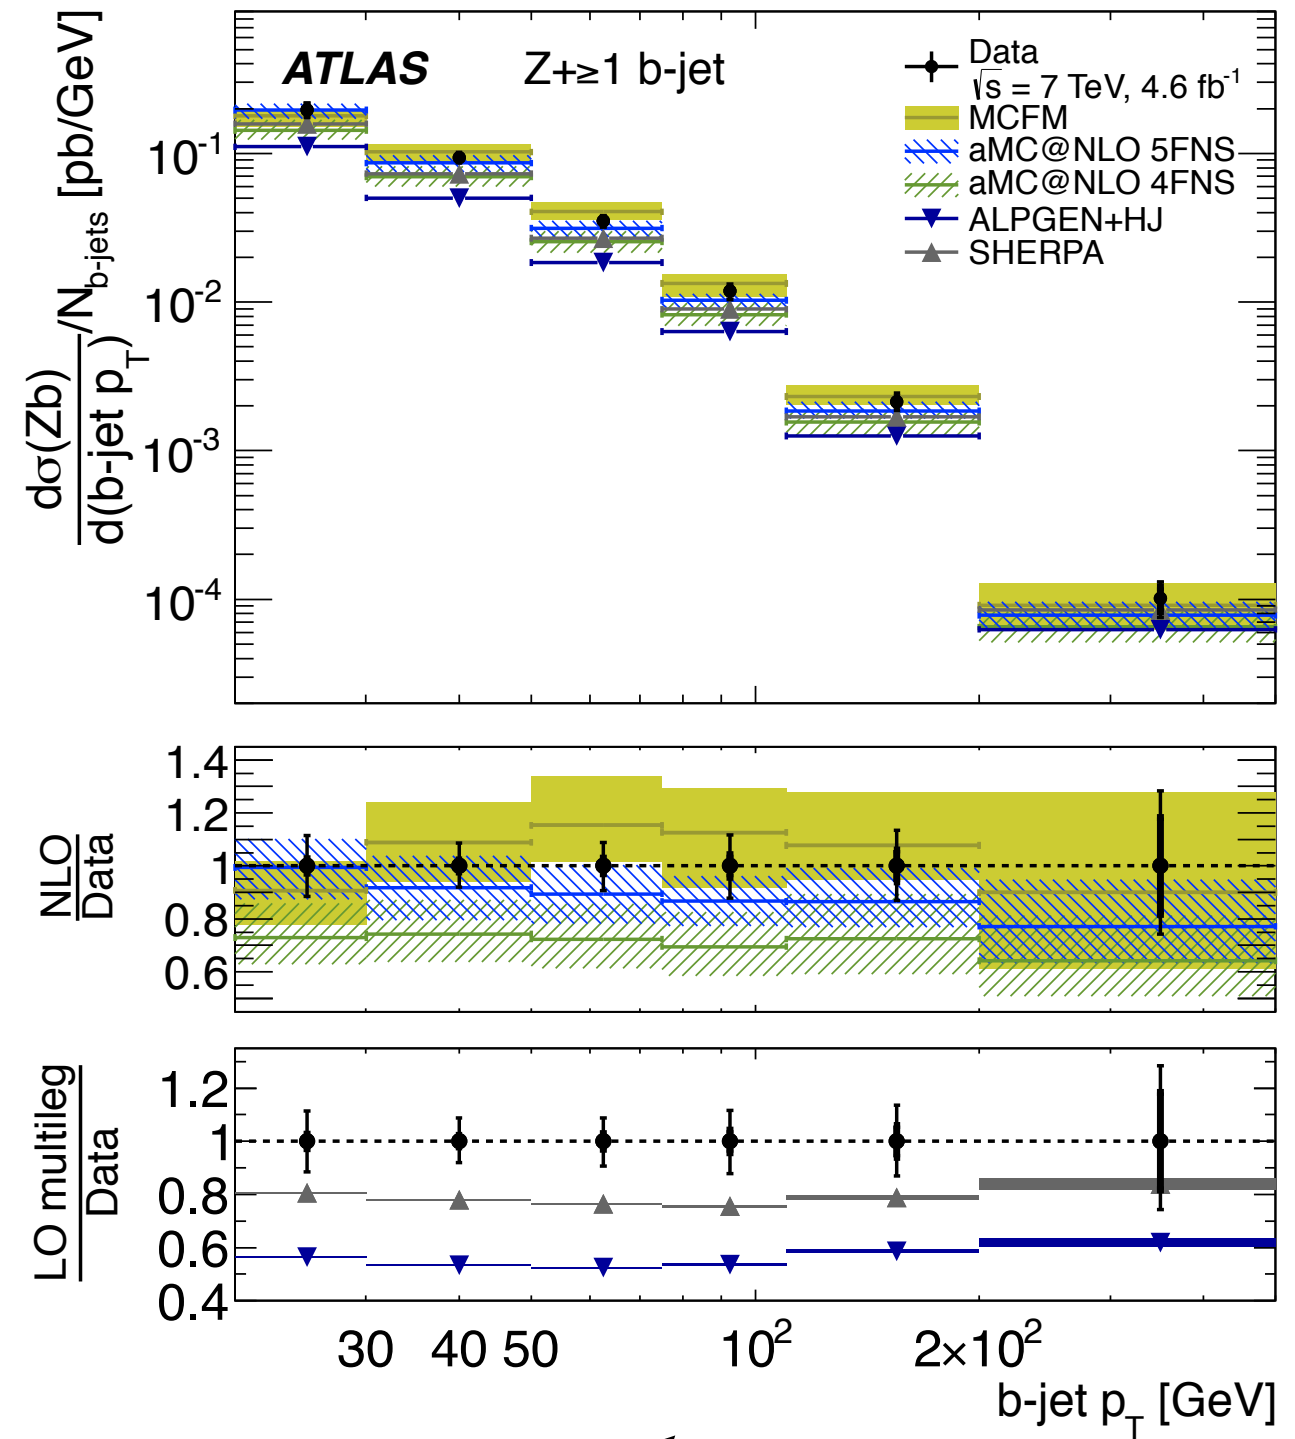 ATLAS
Z+≥1 b-jet
Data
√s = 7 TeV, 4.6 fb⁻¹
MCFM
aMC@NLO 5FNS
aMC@NLO 4FNS
ALPGEN+HJ
SHERPA
dσ(Zb)
d(b-jet p_T)
/N_b-jets [pb/GeV]
10⁻¹
10⁻²
10⁻³
10⁻⁴
NLO
Data
1.4
1.2
1
0.8
0.6
LO multileg
Data
1.2
1
0.8
0.6
0.4
30 40 50 10² 2×10²
b-jet p_T [GeV]